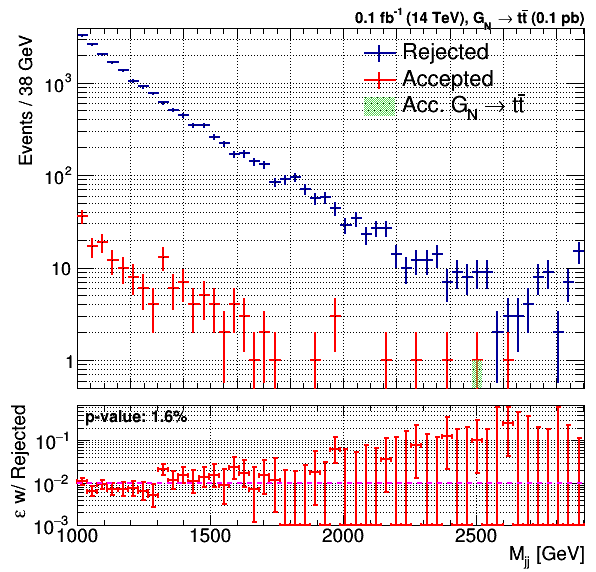 0.1 fb⁻¹ (14 TeV), G_N → tt̄ (0.1 pb)
Events / 38 GeV
Rejected
Accepted
Acc. G_N → tt̄
10³
10²
10
1
p-value: 1.6%
ε w/ Rejected
10⁻¹
10⁻²
10⁻³
1000 1500 2000 2500
M_jj [GeV]